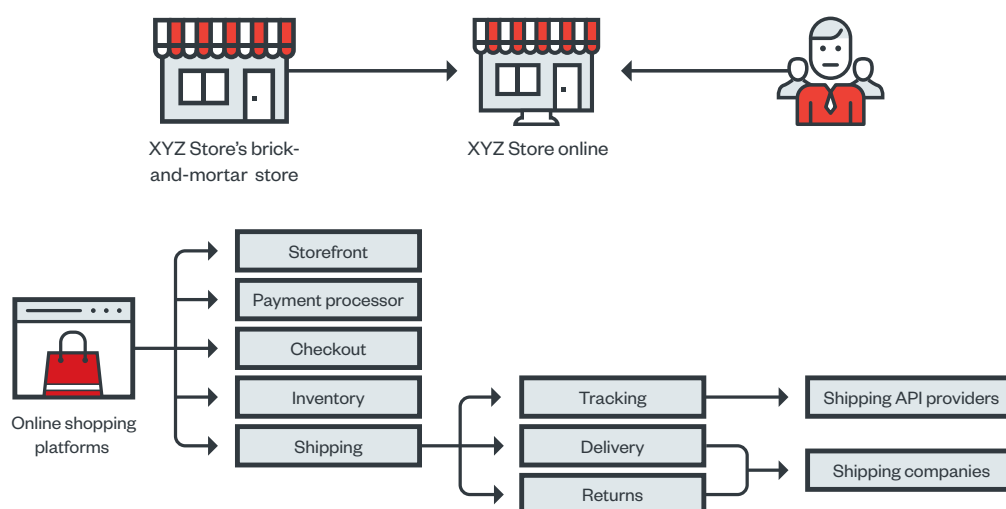 XYZ Store’s brick-
and-mortar store
XYZ Store online
Storefront
Payment processor
Checkout
Inventory
Shipping
Online shopping
platforms
Tracking
Delivery
Returns
Shipping API providers
Shipping companies